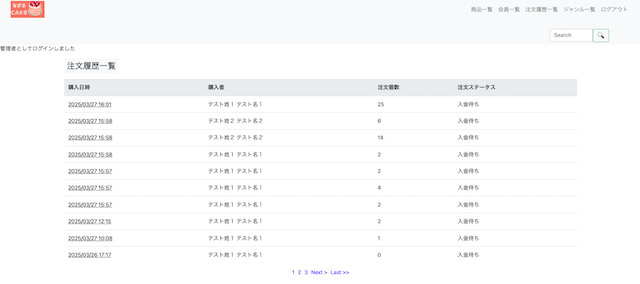 CAKE
商品一覧 会員一覧 注文履歴一覧 ジャンル一覧 ログアウト
Search
管理者としてログインしました
注文履歴一覧
購入日時 購入者 注文個数 注文ステータス
2025/03/27 16:01 テスト姓１ テスト名１ 25 入金待ち
2025/03/27 15:58 テスト姓２ テスト名２ 6 入金待ち
2025/03/27 15:58 テスト姓２ テスト名２ 14 入金待ち
2025/03/27 15:58 テスト姓１ テスト名１ 2 入金待ち
2025/03/27 15:57 テスト姓１ テスト名１ 2 入金待ち
2025/03/27 15:57 テスト姓１ テスト名１ 4 入金待ち
2025/03/27 15:57 テスト姓１ テスト名１ 2 入金待ち
2025/03/27 12:15 テスト姓１ テスト名１ 2 入金待ち
2025/03/27 10:08 テスト姓１ テスト名１ 1 入金待ち
2025/03/26 17:17 テスト姓１ テスト名１ 0 入金待ち
1 2 3 Next > Last >>